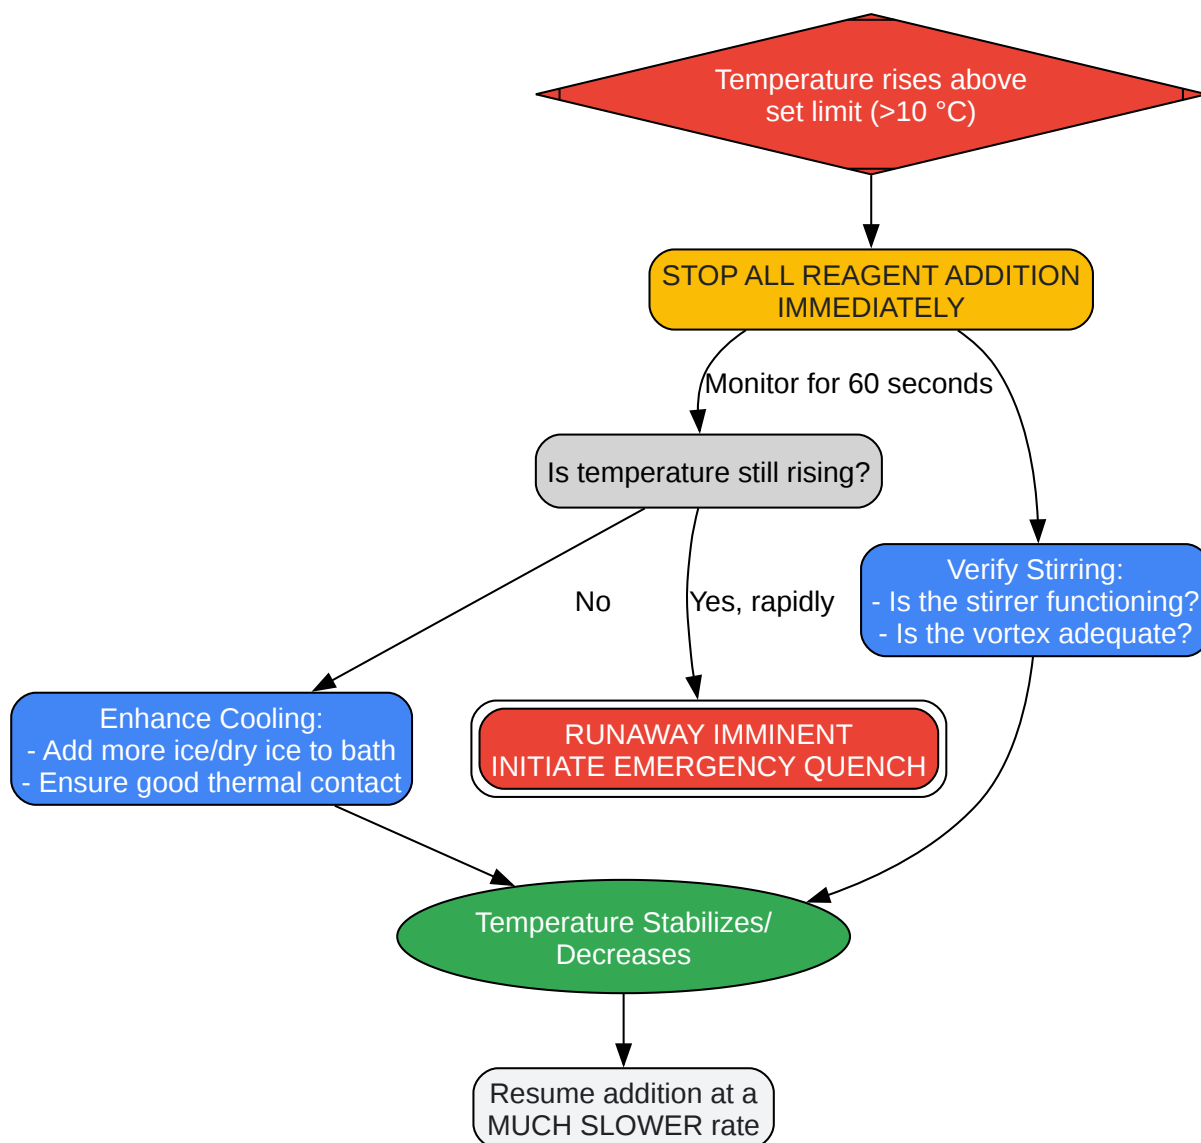 Temperature rises above
set limit (>10 °C)
STOP ALL REAGENT ADDITION
IMMEDIATELY
Monitor for 60 seconds
Is temperature still rising?
Verify Stirring:
- Is the stirrer functioning?
- Is the vortex adequate?
No
Yes, rapidly
Enhance Cooling:
- Add more ice/dry ice to bath
- Ensure good thermal contact
RUNAWAY IMMINENT
INITIATE EMERGENCY QUENCH
Temperature Stabilizes/
Decreases
Resume addition at a
MUCH SLOWER rate